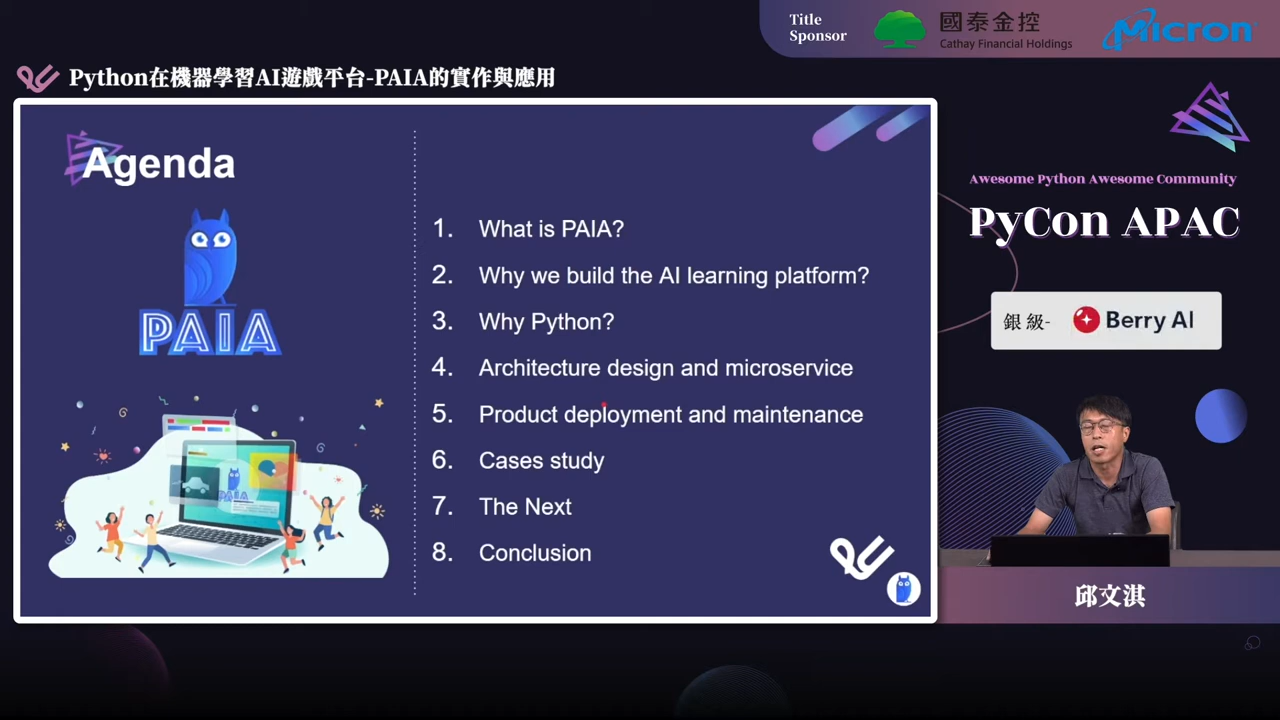 Title
Sponsor
國泰金控
Cathay Financial Holdings
Micron
Python在機器學習AI遊戲平台-PAIA的實作與應用
Agenda
PAIA
PAIA
1. What is PAIA?
2. Why we build the AI learning platform?
3. Why Python?
4. Architecture design and microservice
5. Product deployment and maintenance
6. Cases study
7. The Next
8. Conclusion
Awesome Python Awesome Community
PyCon APAC
銀級- Berry AI
邱文淇